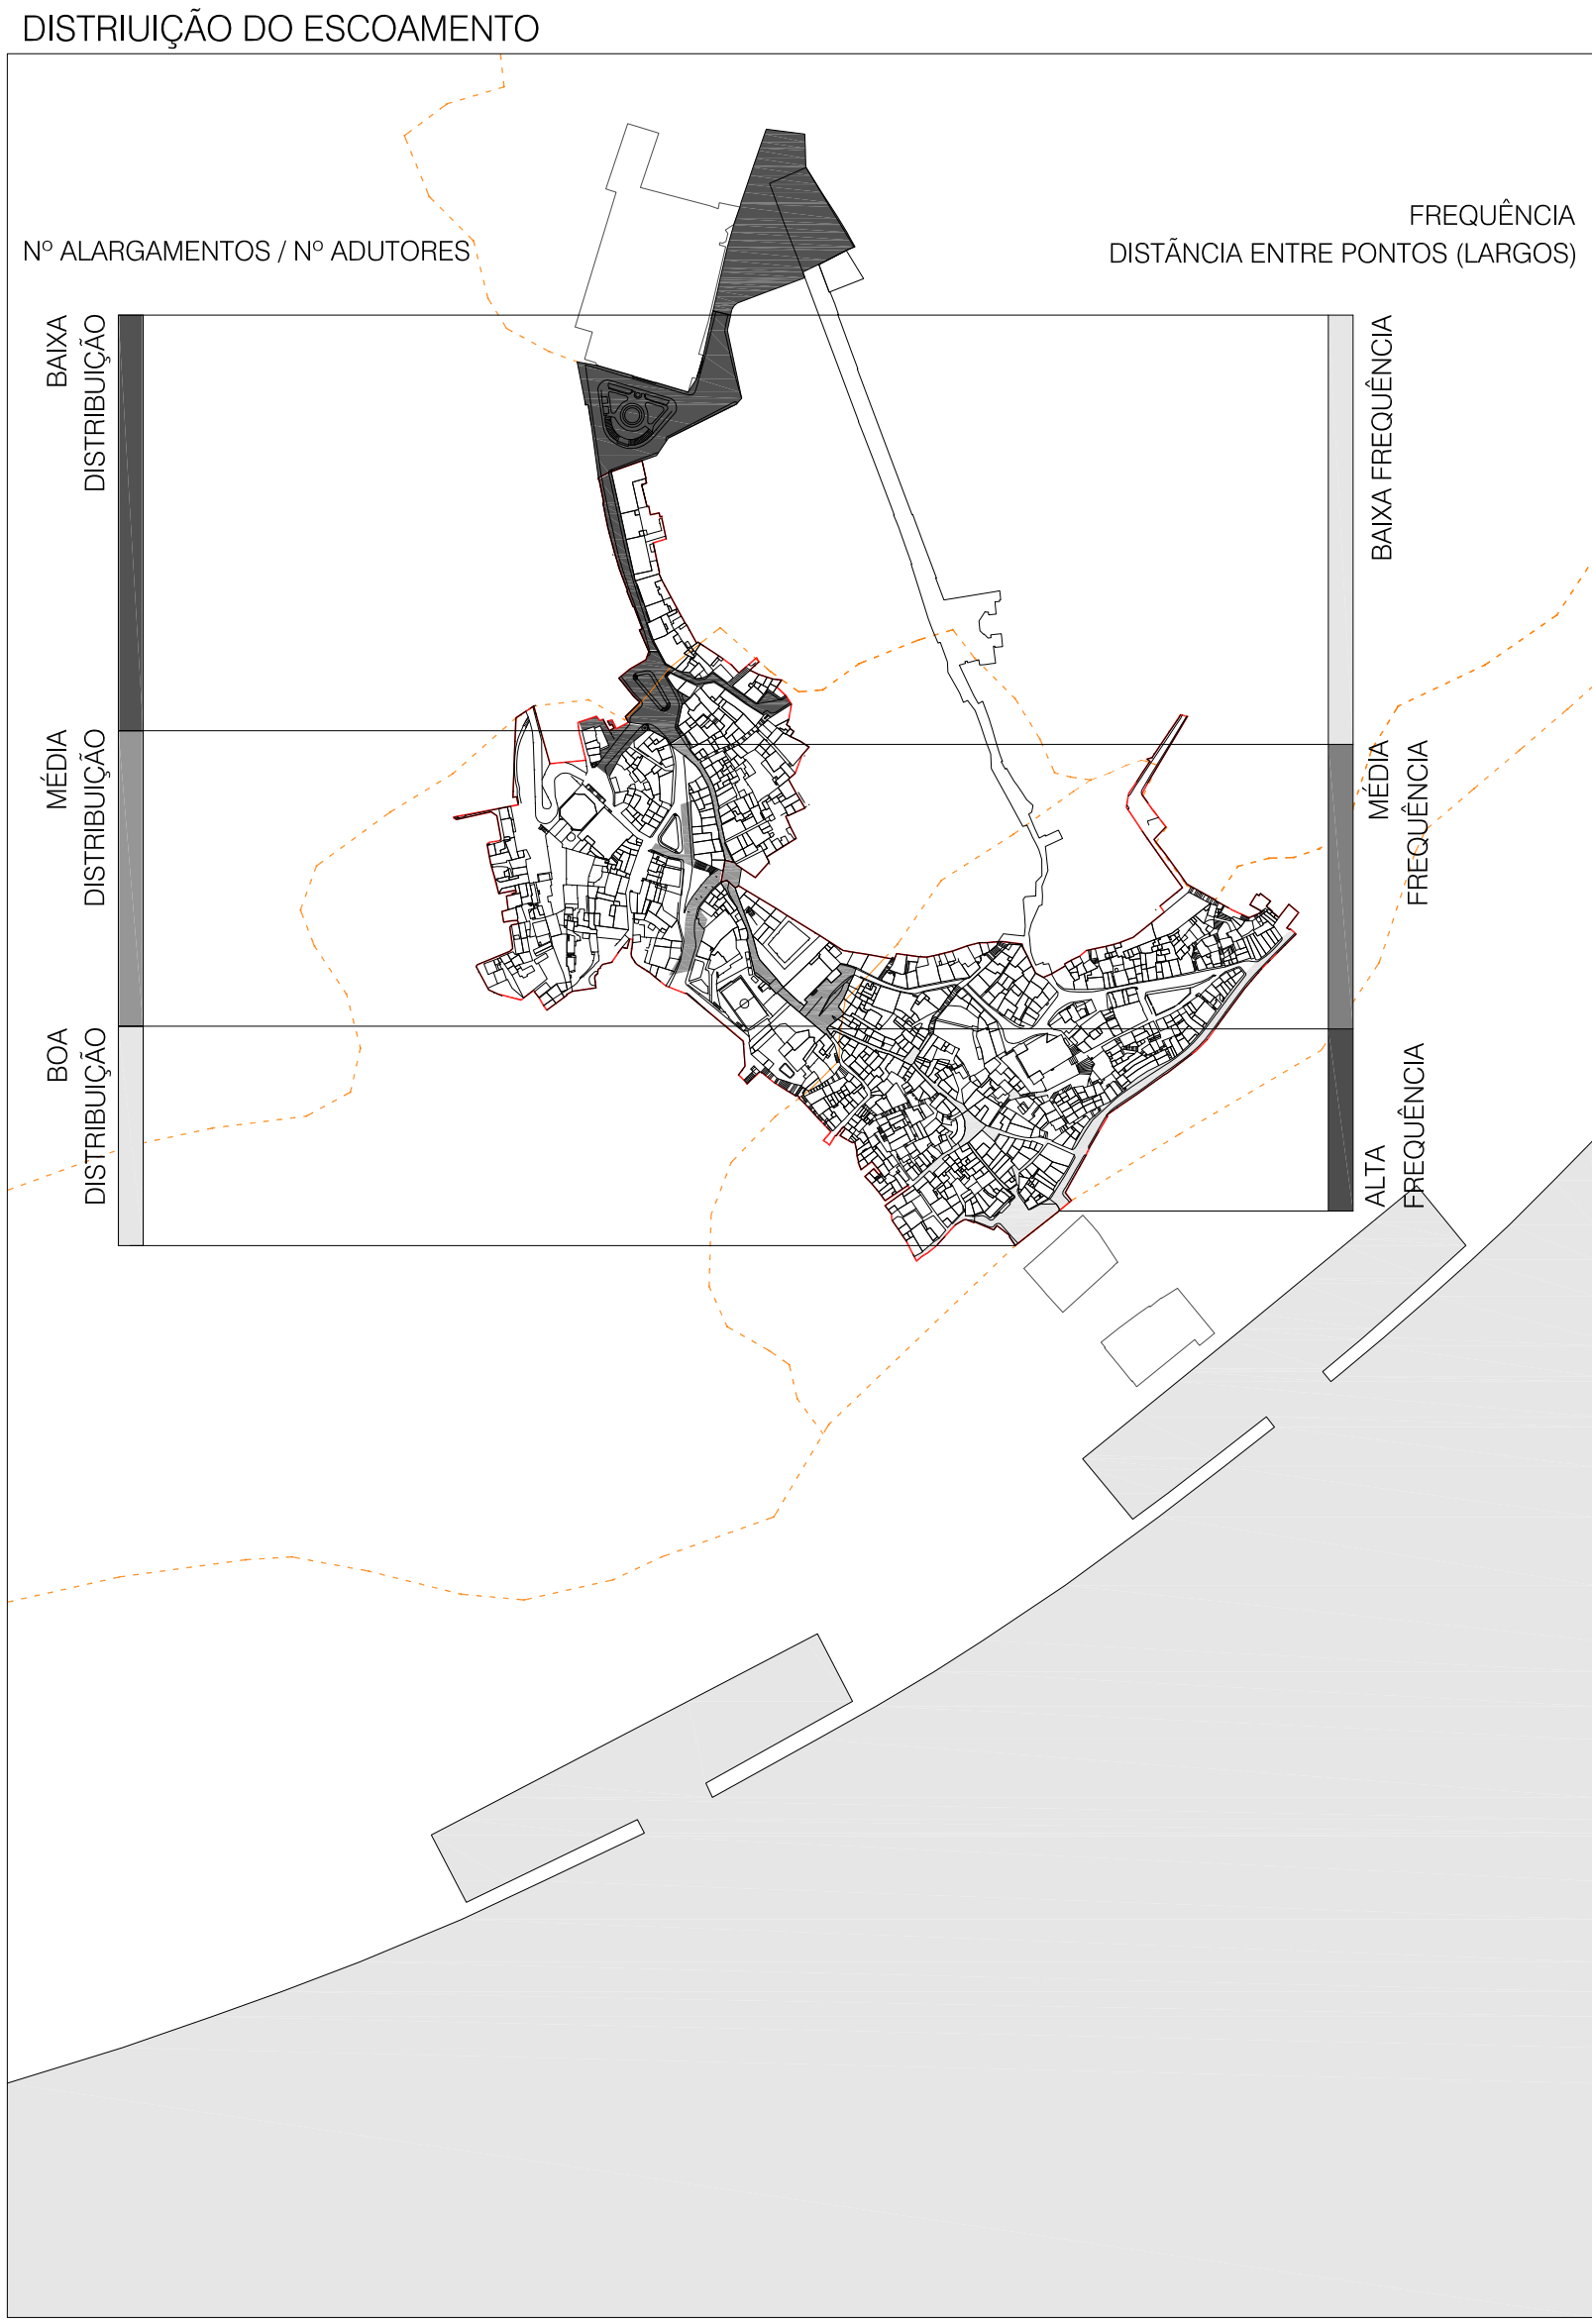 DISTRIUIÇÃO DO ESCOAMENTO
FREQUÊNCIA
Nº ALARGAMENTOS / Nº ADUTORES
DISTÃNCIA ENTRE PONTOS (LARGOS)
BAIXA
DISTRIBUIÇÃO
MÉDIA
DISTRIBUIÇÃO
BOA
DISTRIBUIÇÃO
BAIXA FREQUÊNCIA
MÉDIA
FREQUÊNCIA
ALTA
FREQUÊNCIA